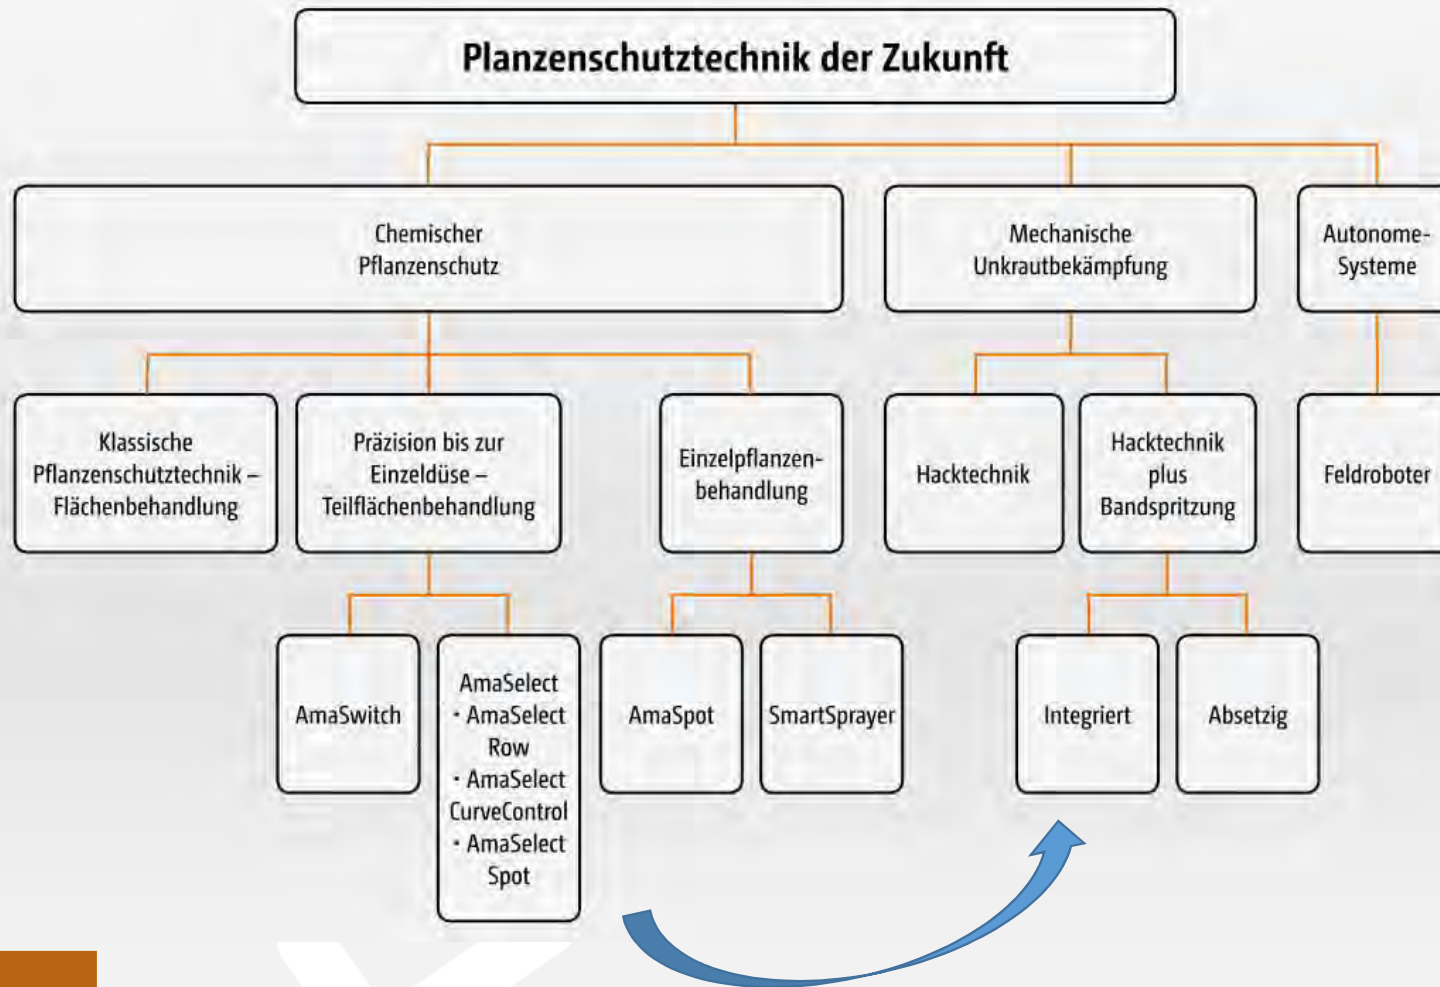 Planzenschutztechnik der Zukunft
Chemischer
Pflanzenschutz
Mechanische
Unkrautbekämpfung
Autonome-
Systeme
Klassische
Pflanzenschutztechnik –
Flächenbehandlung
Präzision bis zur
Einzeldüse –
Teilflächenbehandlung
Einzelpflanzen-
behandlung
Hacktechnik
Hacktechnik
plus
Bandspritzung
Feldroboter
AmaSwitch
AmaSelect
· AmaSelect
Row
· AmaSelect
CurveControl
· AmaSelect
Spot
AmaSpot
SmartSprayer
Integriert
Absetzig